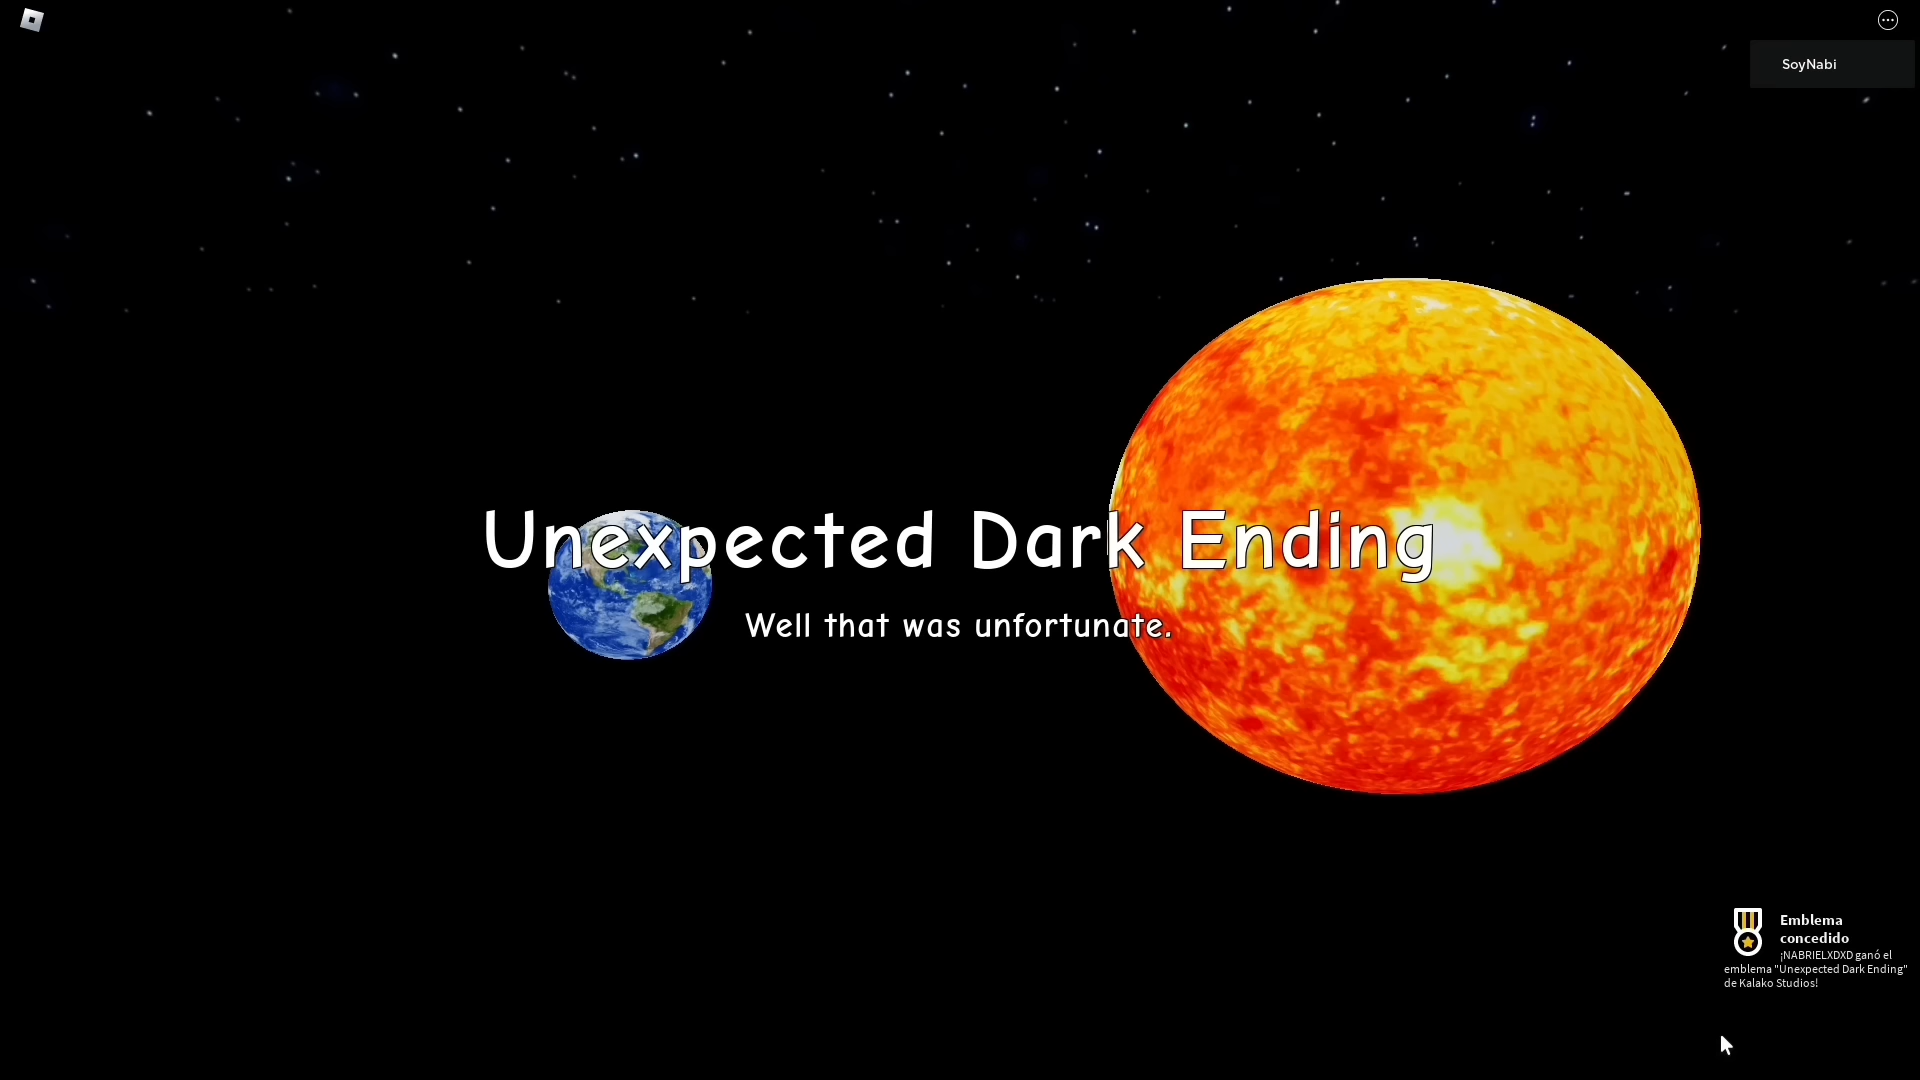 SoyNabi
Unexpected Dark Ending
Well that was unfortunate.
Emblema
concedido
¡NABRIELXDXD ganó el
emblema "Unexpected Dark Ending"
de Kalako Studios!